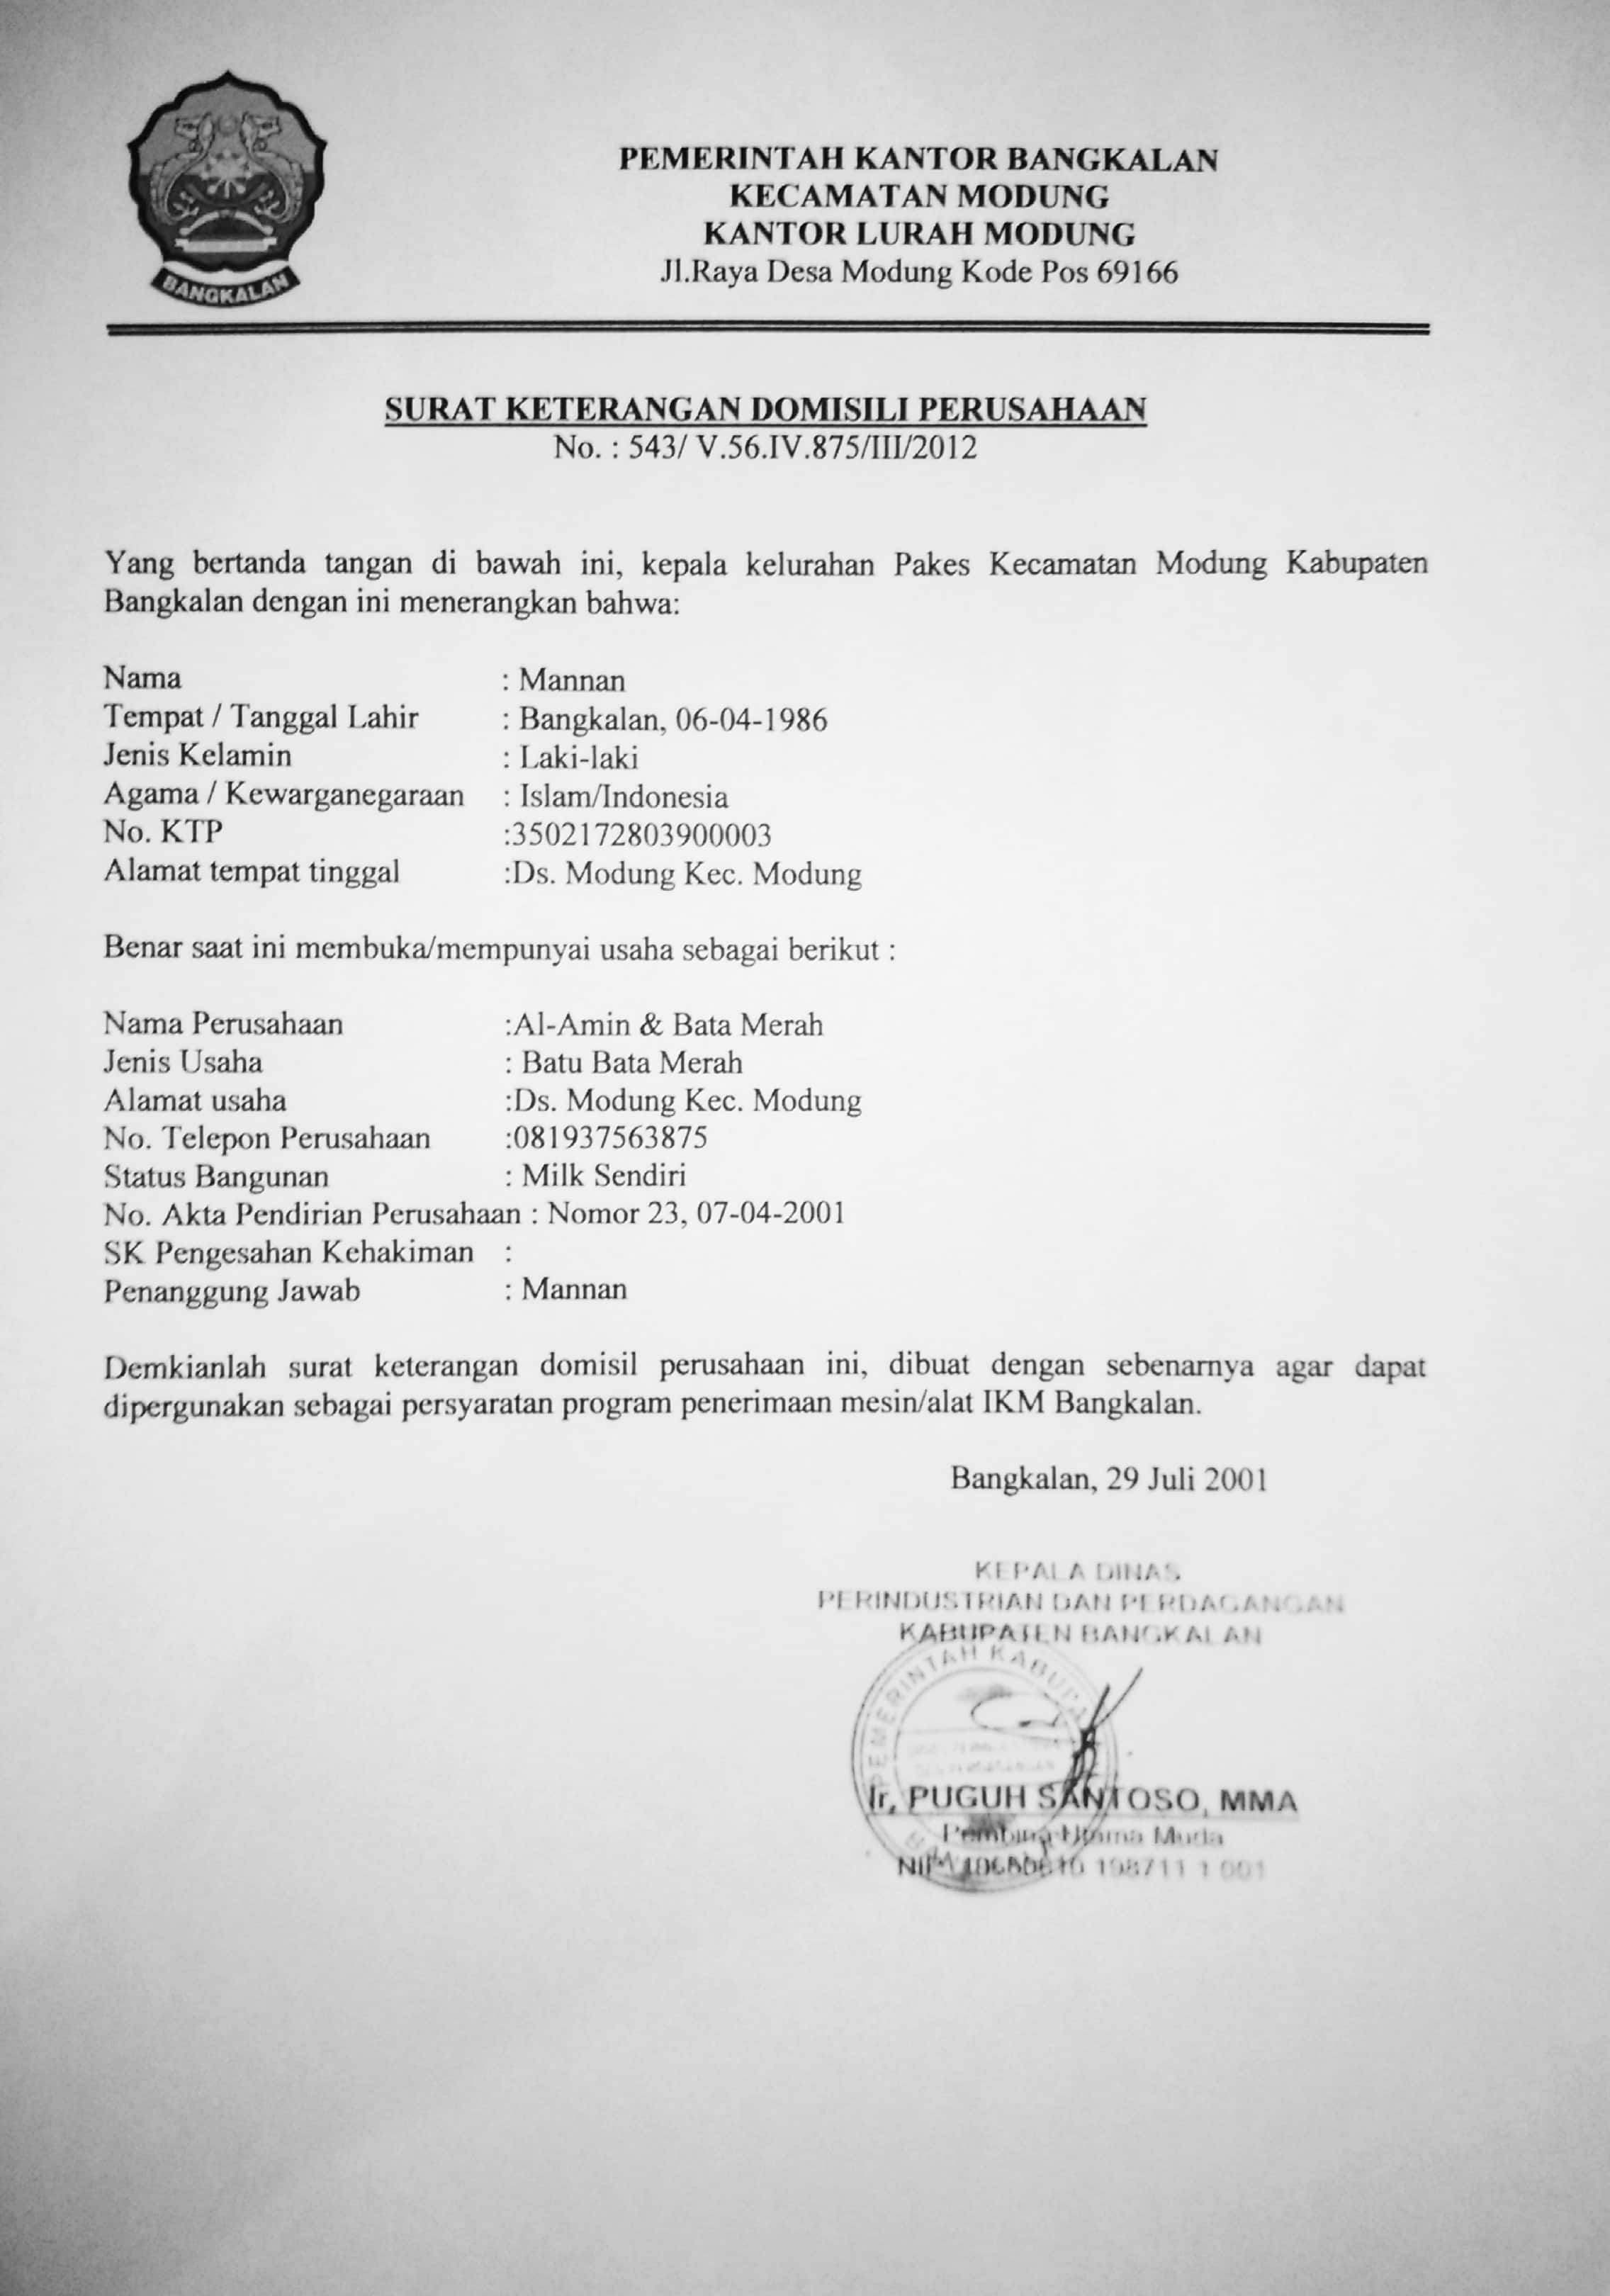 BANGKALAN
PEMERINTAH KANTOR BANGKALAN
KECAMATAN MODUNG
KANTOR LURAH MODUNG
Jl.Raya Desa Modung Kode Pos 69166
SURAT KETERANGAN DOMISILI PERUSAHAAN
No. : 543/ V.56.IV.875/III/2012
Yang bertanda tangan di bawah ini, kepala kelurahan Pakes Kecamatan Modung Kabupaten
Bangkalan dengan ini menerangkan bahwa:
Nama : Mannan
Tempat / Tanggal Lahir : Bangkalan, 06-04-1986
Jenis Kelamin : Laki-laki
Agama / Kewarganegaraan : Islam/Indonesia
No. KTP :3502172803900003
Alamat tempat tinggal :Ds. Modung Kec. Modung
Benar saat ini membuka/mempunyai usaha sebagai berikut :
Nama Perusahaan :Al-Amin & Bata Merah
Jenis Usaha : Batu Bata Merah
Alamat usaha :Ds. Modung Kec. Modung
No. Telepon Perusahaan :081937563875
Status Bangunan : Milk Sendiri
No. Akta Pendirian Perusahaan : Nomor 23, 07-04-2001
SK Pengesahan Kehakiman :
Penanggung Jawab : Mannan
Demkianlah surat keterangan domisil perusahaan ini, dibuat dengan sebenarnya agar dapat
dipergunakan sebagai persyaratan program penerimaan mesin/alat IKM Bangkalan.
Bangkalan, 29 Juli 2001
KEPALA DINAS
PERINDUSTRIAN DAN PERDAGANGAN
KABUPATEN BANGKALAN
PEMERINTAH KABUPA
Ir, PUGUH SANTOSO, MMA
Pembina Utama Muda
NIP 198711 1 001